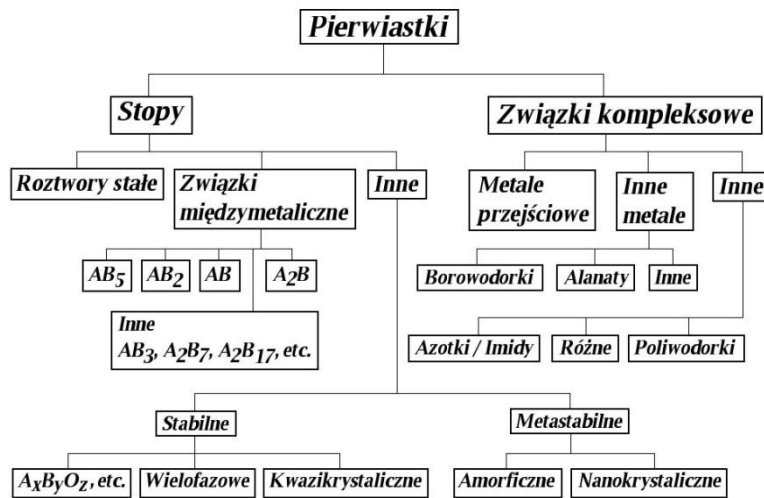 Pierwiastki
Stopy
Związki kompleksowe
Roztwory stałe
Związki
międzymetaliczne
Inne
Metale
przejściowe
Inne
metale
Inne
AB5
AB2
AB
A2B
Borowodorki
Alanaty
Inne
Inne
AB3, A2B7, A2B17, etc.
Azotki / Imidy
Różne
Poliwodorki
Stabilne
Metastabilne
AxByOz, etc.
Wielofazowe
Kwazikrystaliczne
Amorficzne
Nanokrystaliczne